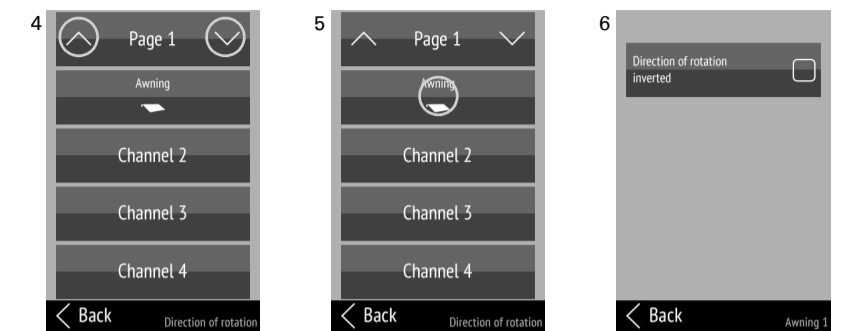 4
Page 1
Awning
Channel 2
Channel 3
Channel 4
Back
Direction of rotation
5
Page 1
Awning
Channel 2
Channel 3
Channel 4
Back
Direction of rotation
6
Direction of rotation
inverted
Back
Awning 1